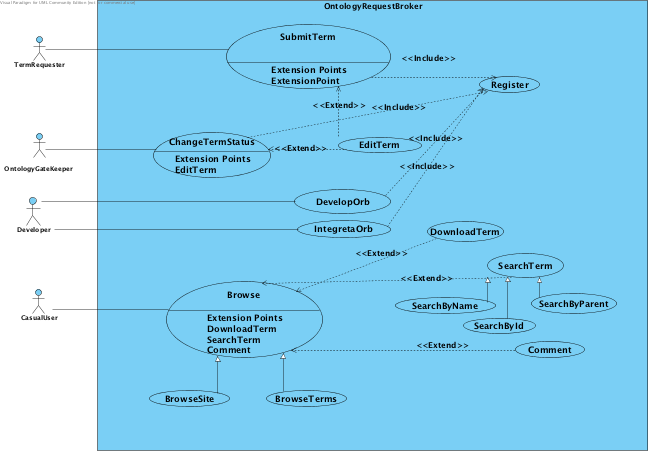 Visual Paradigm for UML Community Edition [not for commercial use]
OntologyRequestBroker
SubmitTerm
Extension Points
ExtensionPoint
TermRequester
<<Include>>
Register
<<Extend>>
<<Include>>
ChangeTermStatus
Extension Points
EditTerm
<<Extend>>
EditTerm
<<Include>>
OntologyGateKeeper
<<Include>>
DevelopOrb
Developer
IntegretaOrb
DownloadTerm
<<Extend>>
SearchTerm
<<Extend>>
Browse
Extension Points
DownloadTerm
SearchTerm
Comment
CasualUser
SearchByName
SearchByParent
SearchById
<<Extend>>
Comment
BrowseSite
BrowseTerms